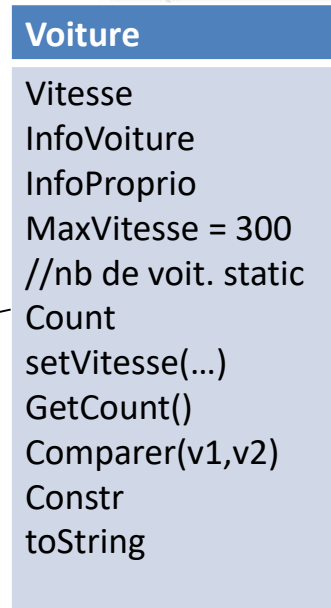 Voiture
Vitesse
InfoVoiture
InfoProprio
MaxVitesse = 300
//nb de voit. static
Count
setVitesse(…)
GetCount()
Comparer(v1,v2)
Constr
toString